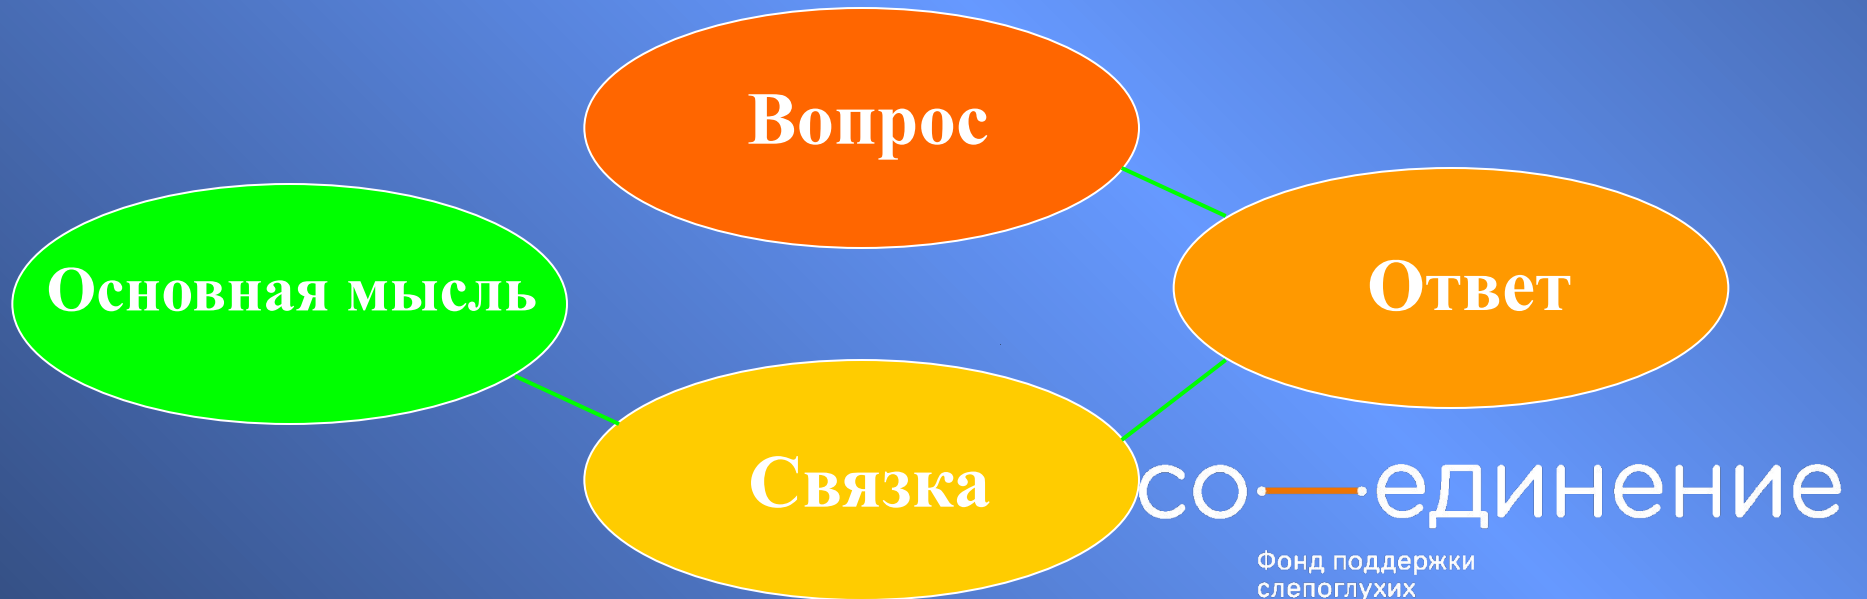 Вопрос
Основная мысль
Ответ
Связка
со единение
Фонд поддержки
слепоглухих